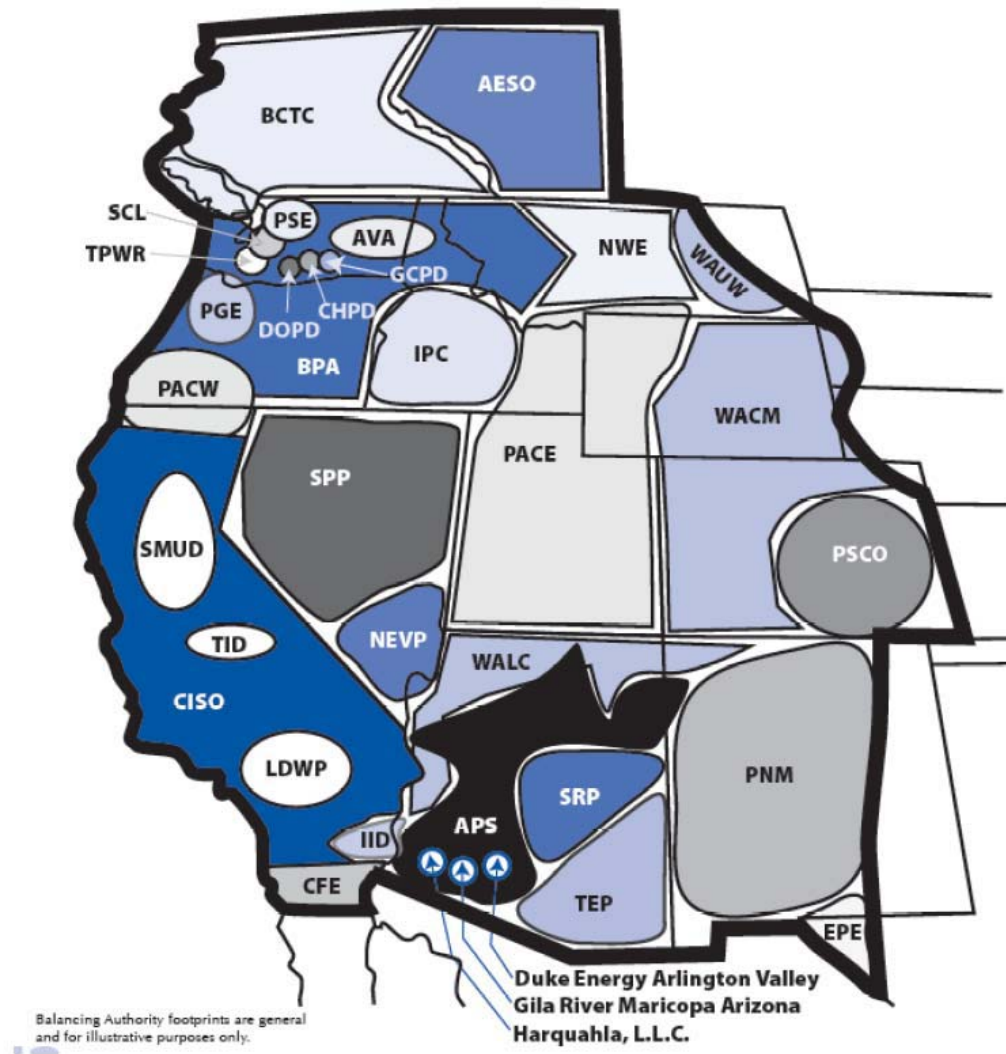 AESO
BCTC
SCL
PSE
TPWR
AVA
NWE
WAUW
GCPD
PGE
CHPD
DOPD
BPA
IPC
PACW
WACM
PACE
SPP
SMUD
PSCO
TID
NEVP
WALC
CISO
LDWP
SRP
PNM
APS
IID
CFE
TEP
EPE
Duke Energy Arlington Valley
Gila River Maricopa Arizona
Harquahla, L.L.C.
Balancing Authority footprints are general
and for illustrative purposes only.